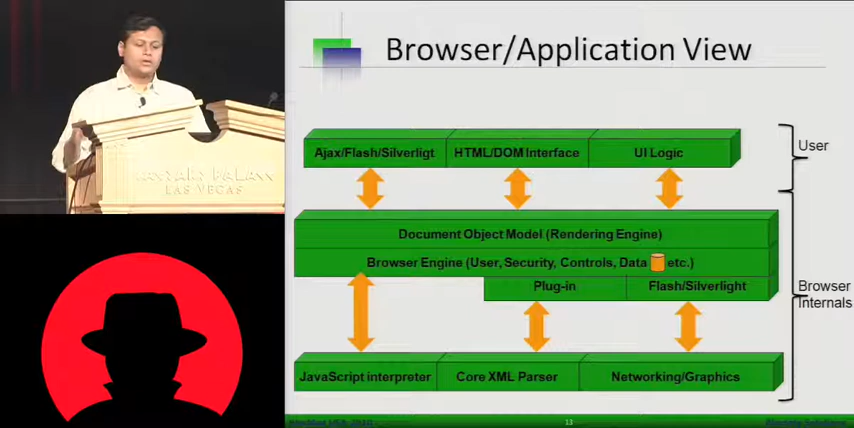 Browser/Application View
LAS VEGAS
Ajax/Flash/Silverligt
HTML/DOM Interface
UI Logic
User
Document Object Model (Rendering Engine)
Browser Engine (User, Security, Controls, Data etc.)
Plug-in
Flash/Silverlight
Browser
Internals
JavaScript interpreter
Core XML Parser
Networking/Graphics
13